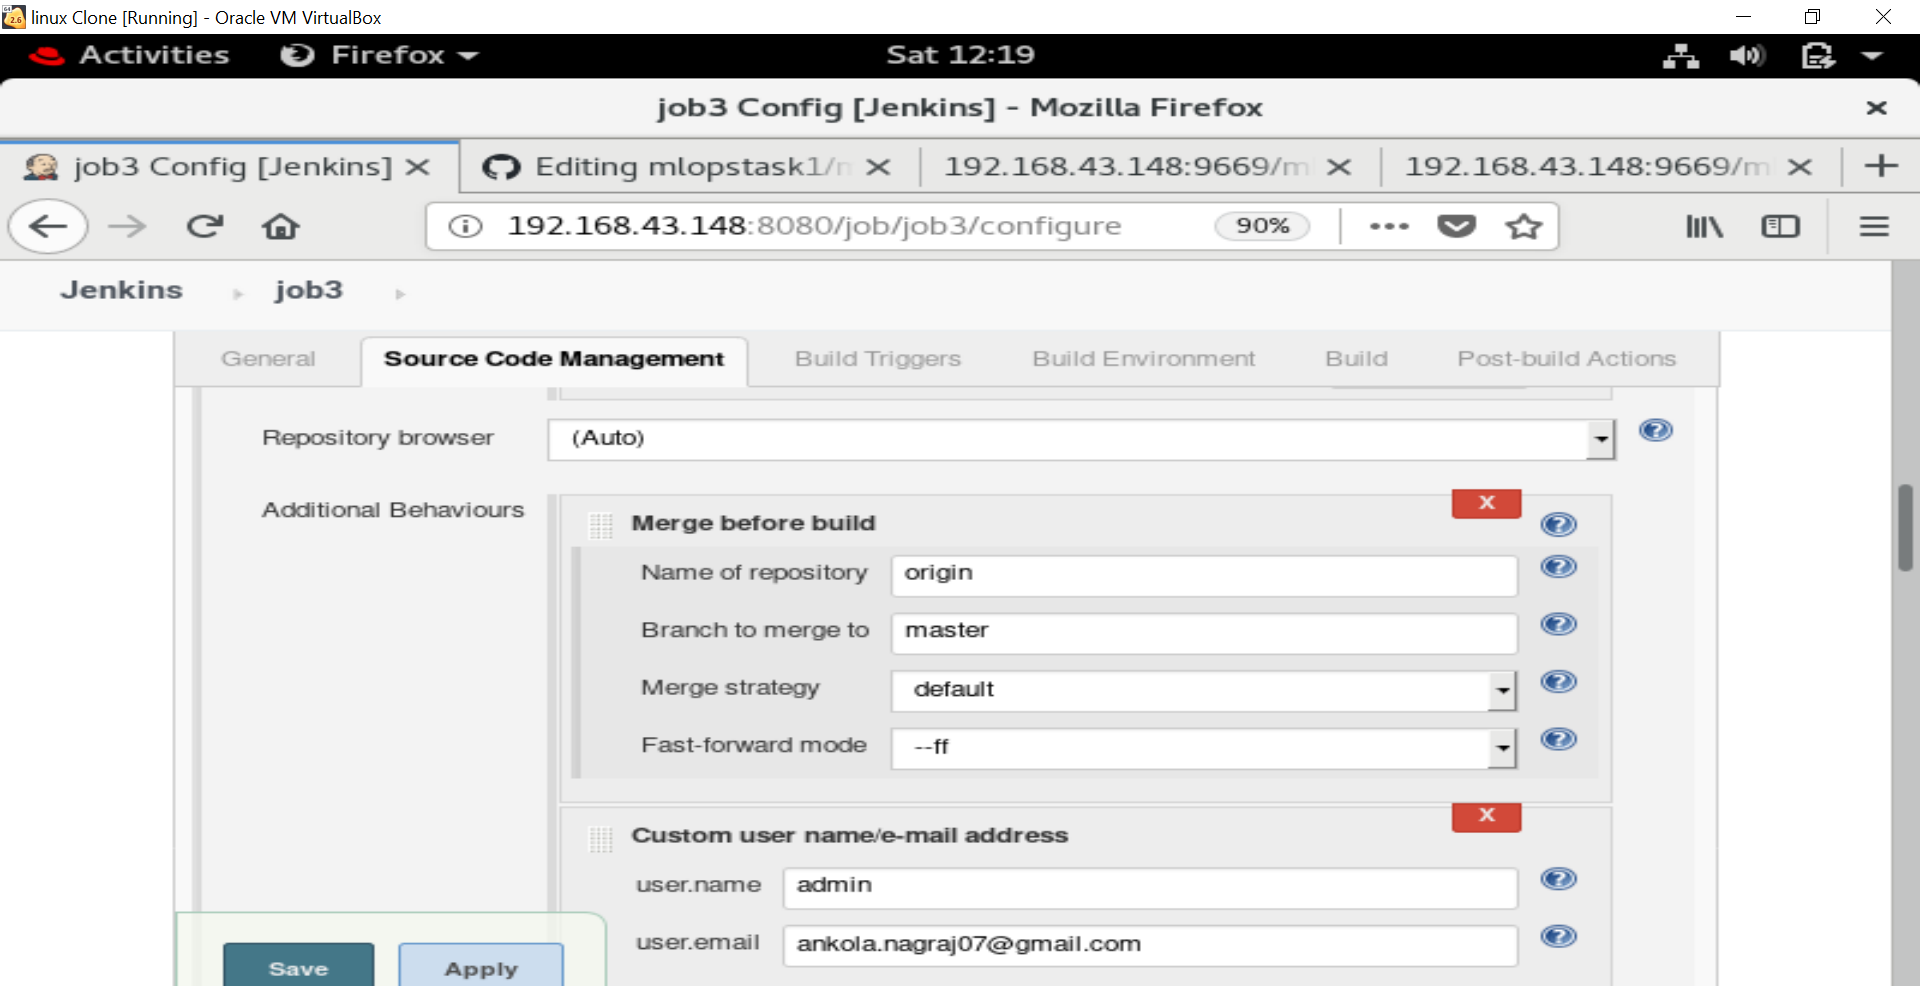 linux Clone [Running] - Oracle VM VirtualBox
Activities Firefox Sat 12:19
job3 Config [Jenkins] - Mozilla Firefox
job3 Config [Jenkins] Editing mlopstask1/ 192.168.43.148:9669/m 192.168.43.148:9669/m
192.168.43.148:8080/job/job3/configure 90%
Jenkins job3
General Source Code Management Build Triggers Build Environment Build Post-build Actions
Repository browser (Auto)
Additional Behaviours
Merge before build X
Name of repository origin
Branch to merge to master
Merge strategy default
Fast-forward mode --ff
Custom user name/e-mail address X
user.name admin
user.email ankola.nagraj07@gmail.com
Save Apply